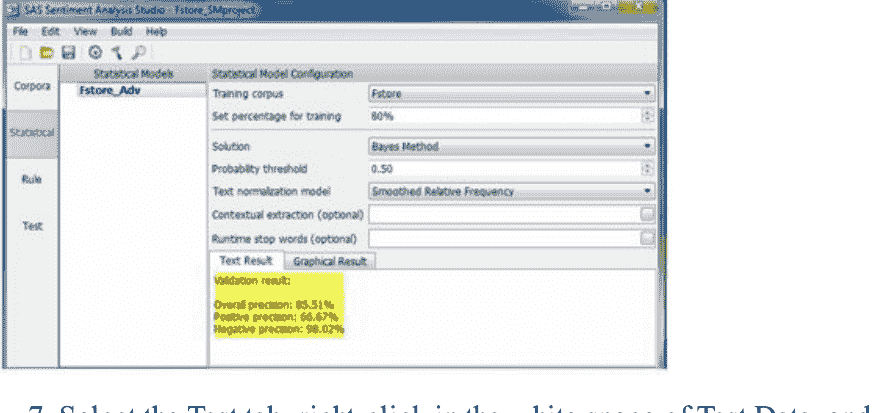 SAS Sentiment Analysis Studio - Fstore_SMproject
File Edit View Build Help
Statistical Models
Statistical Model Configuration
Corpora
Fstore_Adv
Training corpus
Fstore
Set percentage for training
80%
Statistical
Solution
Bayes Method
Probability threshold
0.50
Rule
Text normalization model
Smoothed Relative Frequency
Contextual extraction (optional)
Test
Runtime stop words (optional)
Text Result
Graphical Result
Validation result:
Overall precision: 85.51%
Positive precision: 66.67%
Negative precision: 98.02%
7. Select the Test tab, right-click in the white space of Test Data, and